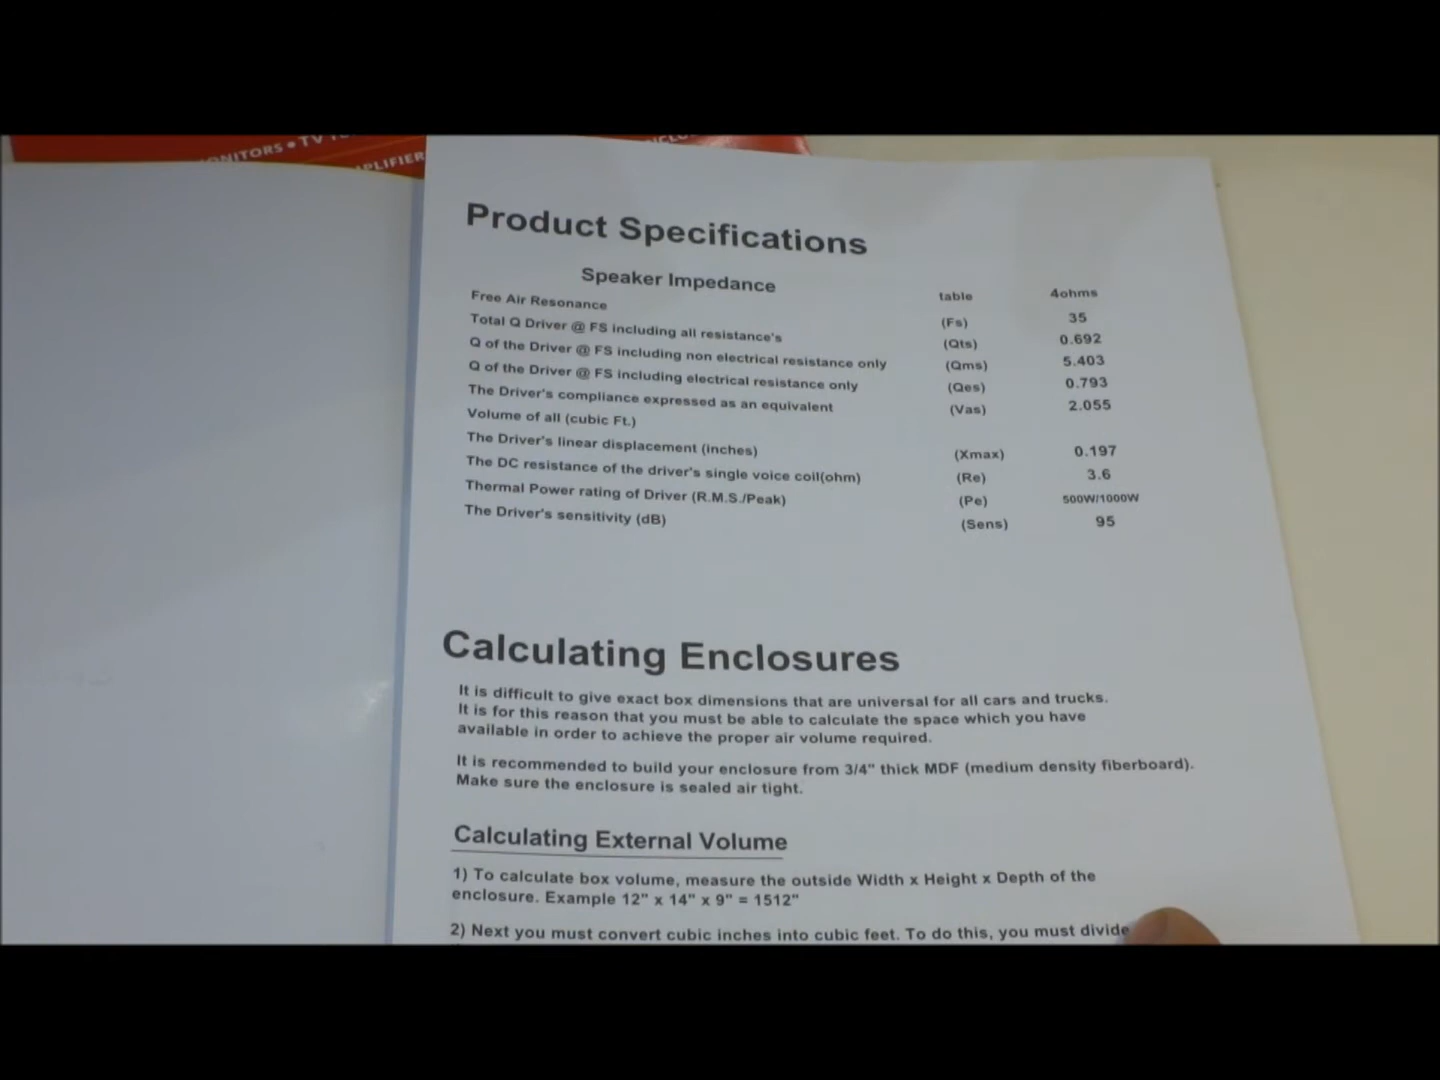 ONITORS • TV
PLIFIER
Product Specifications
Speaker Impedance table 4ohms
Free Air Resonance (Fs) 35
Total Q Driver @ FS including all resistance's (Qts) 0.692
Q of the Driver @ FS including non electrical resistance only (Qms) 5.403
Q of the Driver @ FS including electrical resistance only (Qes) 0.793
The Driver's compliance expressed as an equivalent (Vas) 2.055
Volume of all (cubic Ft.)
The Driver's linear displacement (inches) (Xmax) 0.197
The DC resistance of the driver's single voice coil(ohm) (Re) 3.6
Thermal Power rating of Driver (R.M.S./Peak) (Pe) 500W/1000W
The Driver's sensitivity (dB) (Sens) 95
Calculating Enclosures
It is difficult to give exact box dimensions that are universal for all cars and trucks.
It is for this reason that you must be able to calculate the space which you have
available in order to achieve the proper air volume required.
It is recommended to build your enclosure from 3/4" thick MDF (medium density fiberboard).
Make sure the enclosure is sealed air tight.
Calculating External Volume
1) To calculate box volume, measure the outside Width x Height x Depth of the
enclosure. Example 12" x 14" x 9" = 1512"
2) Next you must convert cubic inches into cubic feet. To do this, you must divide